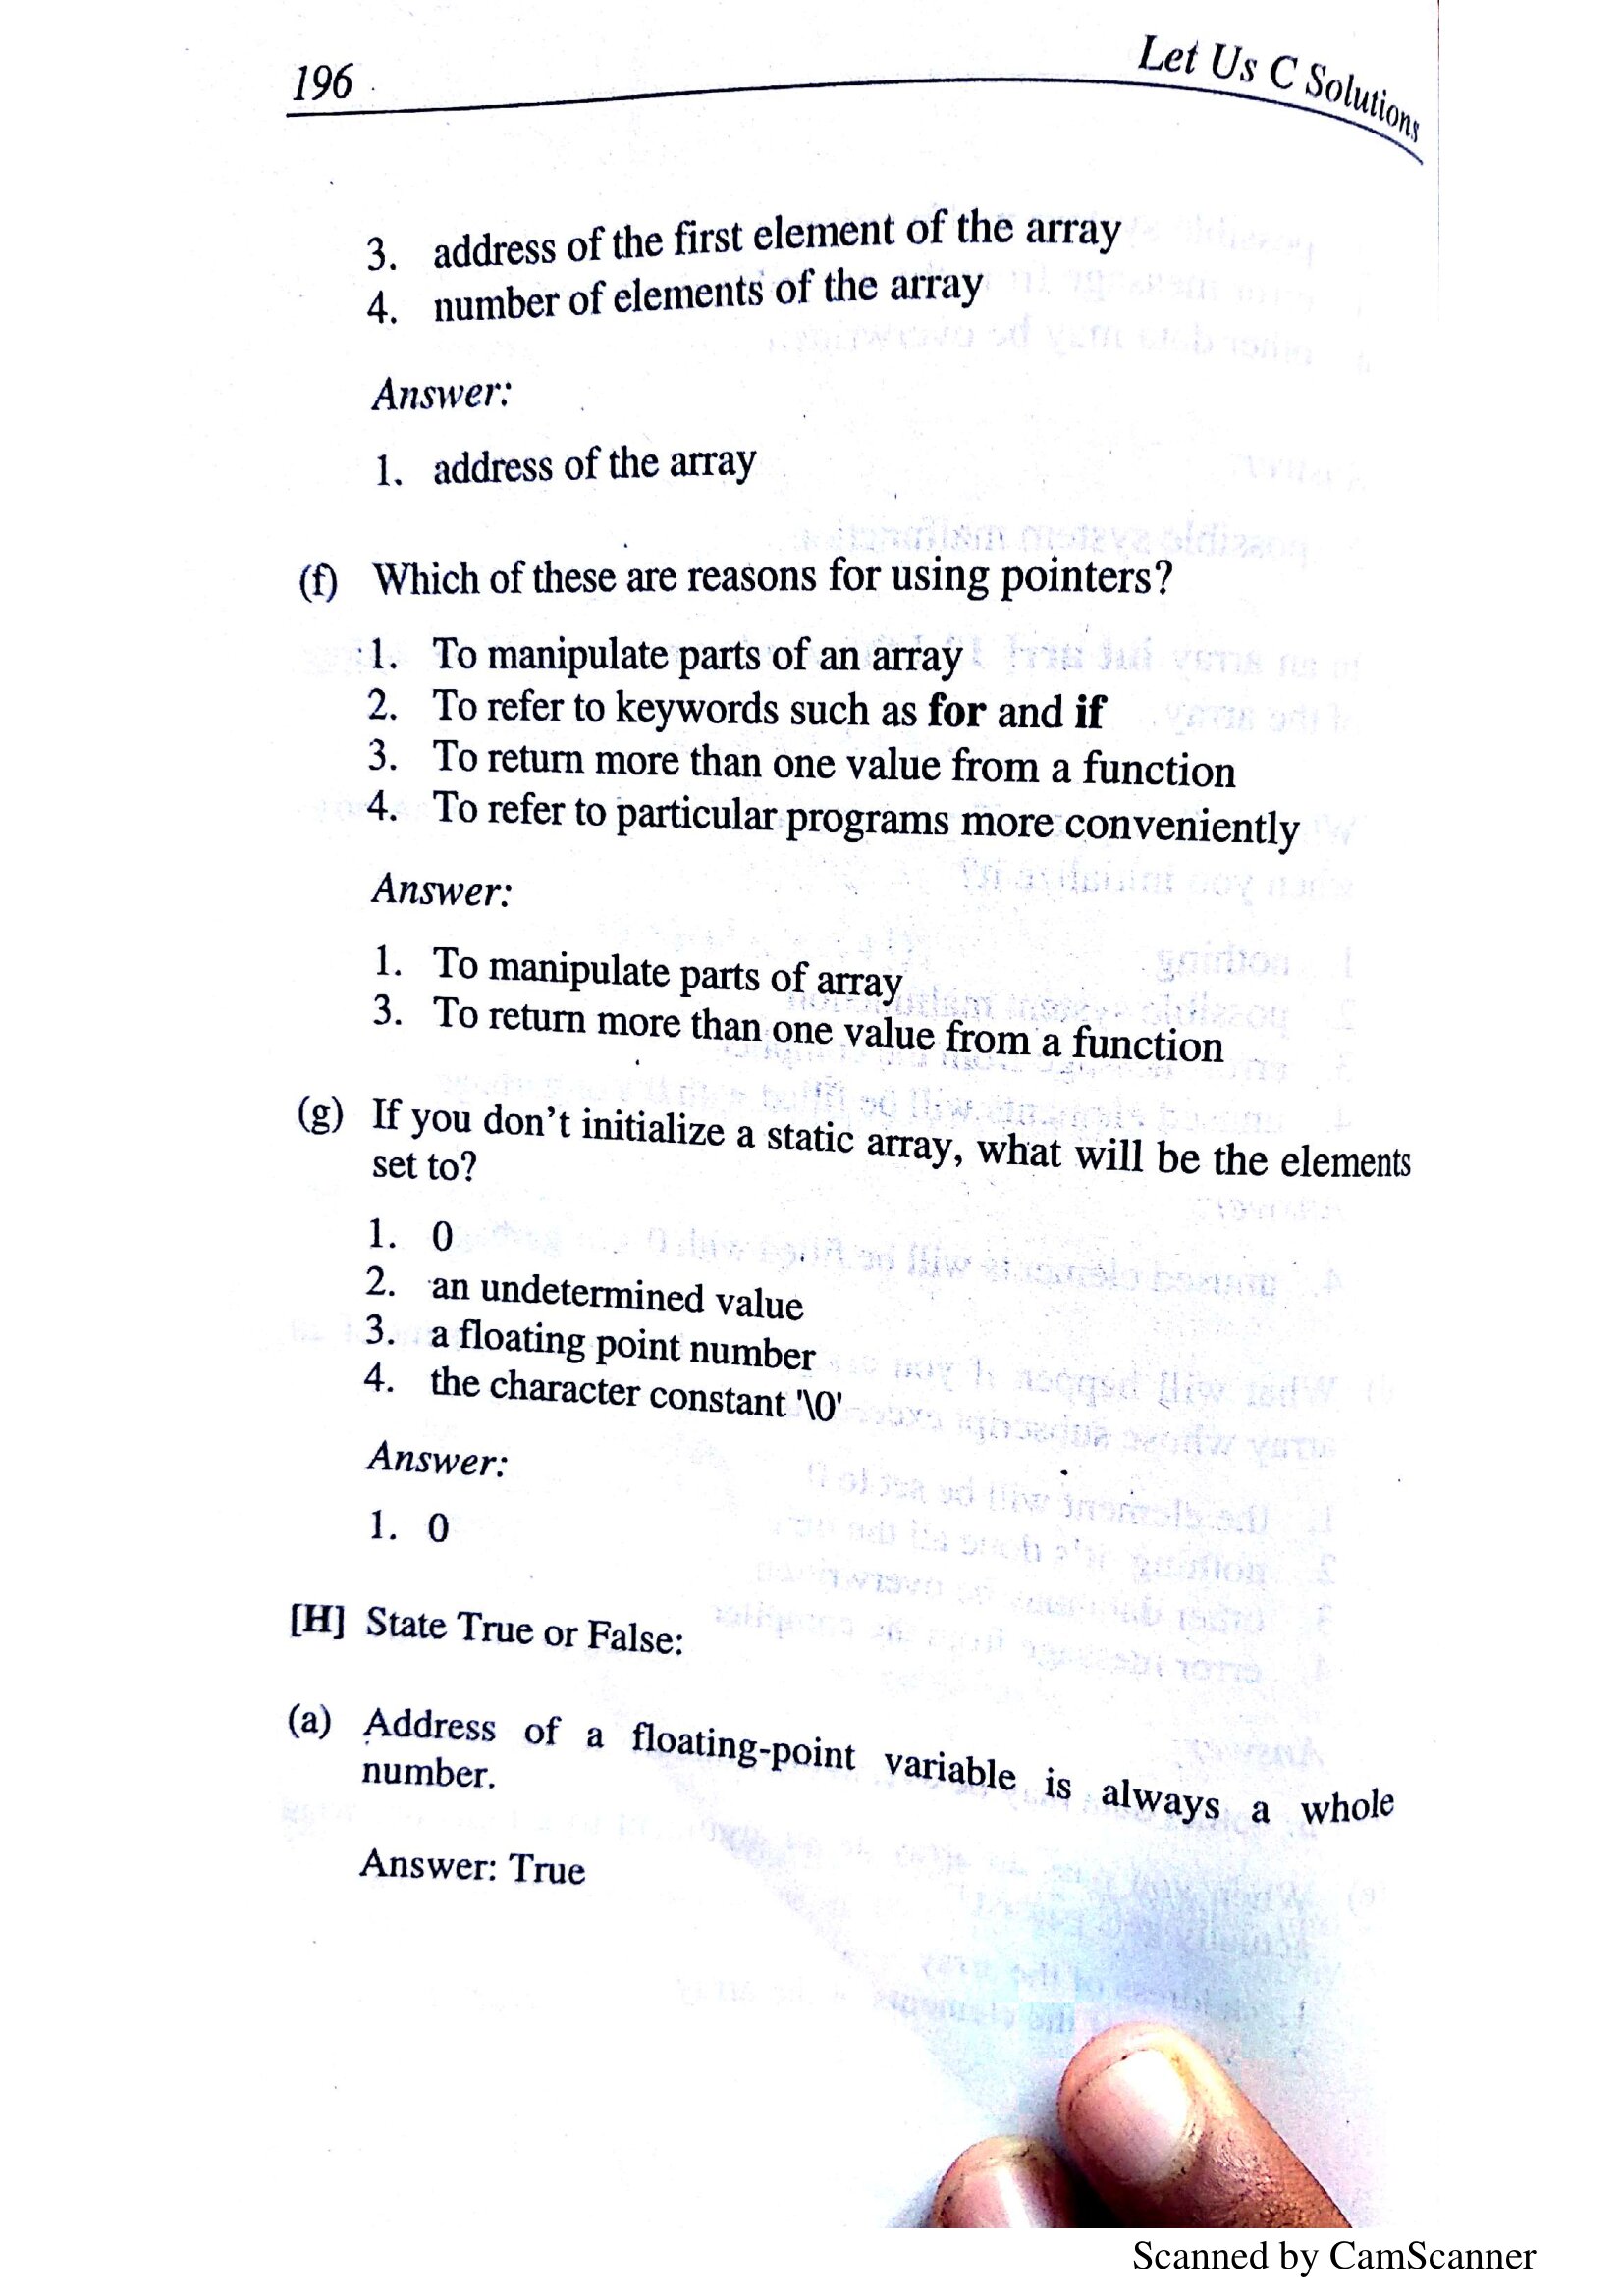 196
Let Us C Solutions
3. address of the first element of the array
4. number of elements of the array
Answer:
1. address of the array
(f) Which of these are reasons for using pointers?
1. To manipulate parts of an array
2. To refer to keywords such as for and if
3. To return more than one value from a function
4. To refer to particular programs more conveniently
Answer:
1. To manipulate parts of array
3. To return more than one value from a function
(g) If you don't initialize a static array, what will be the elements
set to?
1. 0
2. an undetermined value
3. a floating point number
4. the character constant '\0'
Answer:
1. 0
[H] State True or False:
(a) Address of a floating-point variable is always a whole
number.
Answer: True
Scanned by CamScanner